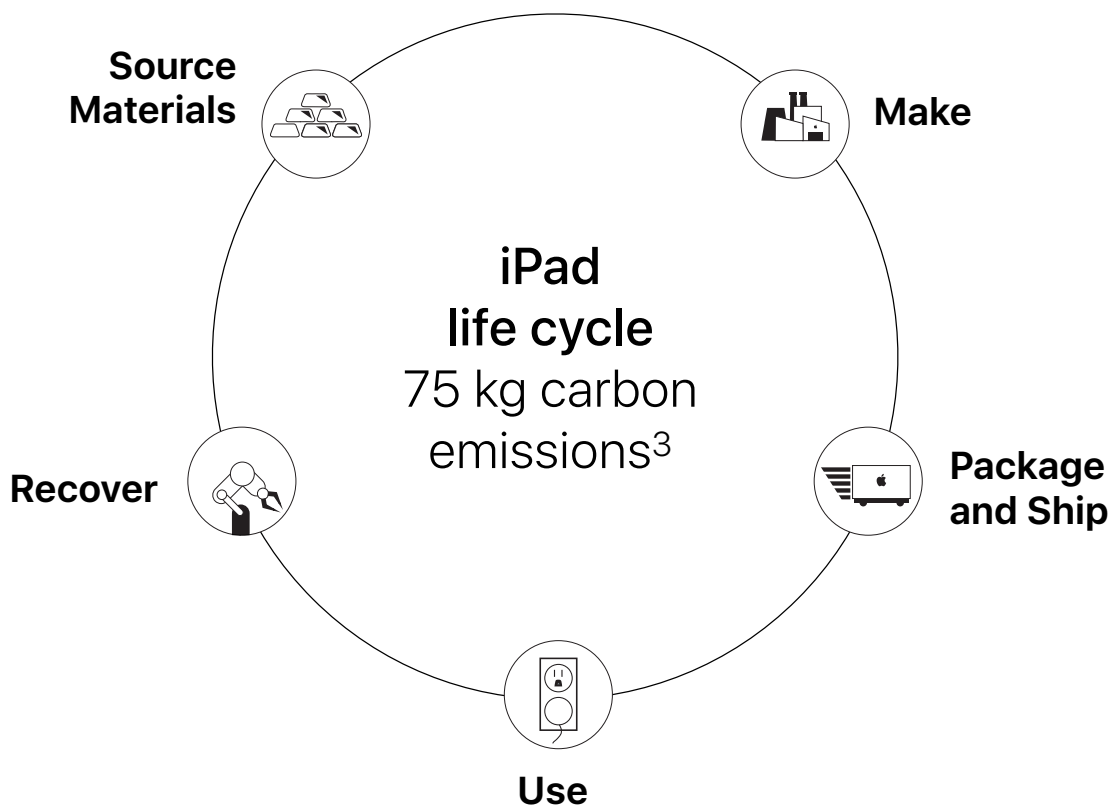 Source
Materials
Make
iPad
life cycle
75 kg carbon
emissions³
Recover
Package
and Ship
Use